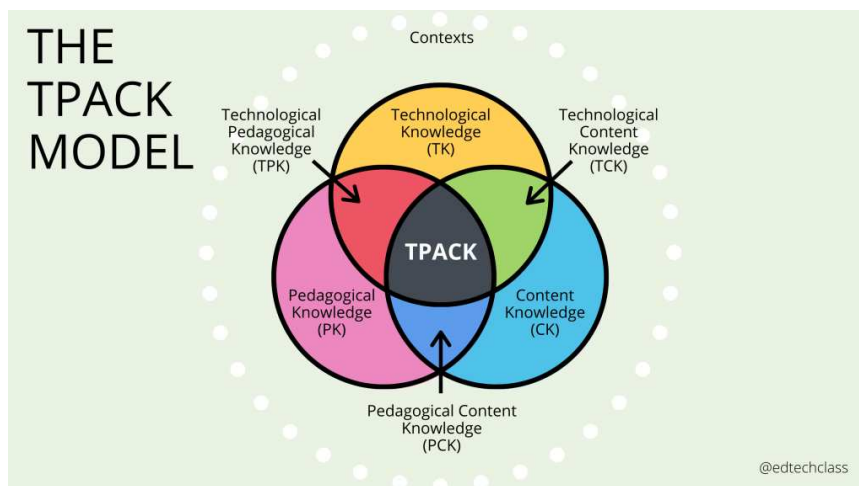 THE
TPACK
MODEL
Contexts
Technological
Pedagogical
Knowledge
(TPK)
Technological
Knowledge
(TK)
Technological
Content
Knowledge
(TCK)
TPACK
Pedagogical
Knowledge
(PK)
Content
Knowledge
(CK)
Pedagogical Content
Knowledge
(PCK)
@edtechclass